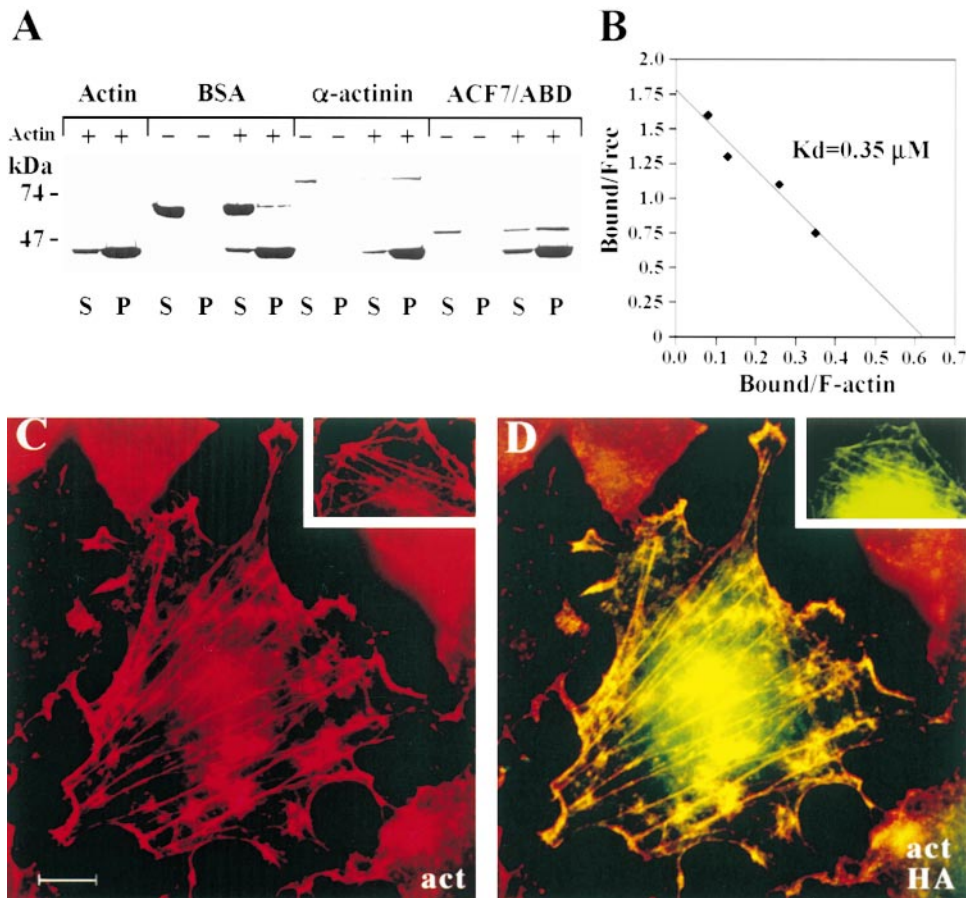 A
Actin BSA α-actinin ACF7/ABD
Actin + + − − + + − − + + − − + +
kDa
74 -
47 -
S P S P S P S P S P S P S P
B
2.0
1.75
1.5
1.25
1.0
0.75
0.5
0.25
0
Bound/Free
Kd=0.35 μM
0.0 0.1 0.2 0.3 0.4 0.5 0.6 0.7
Bound/F-actin
C
act
D
act
HA